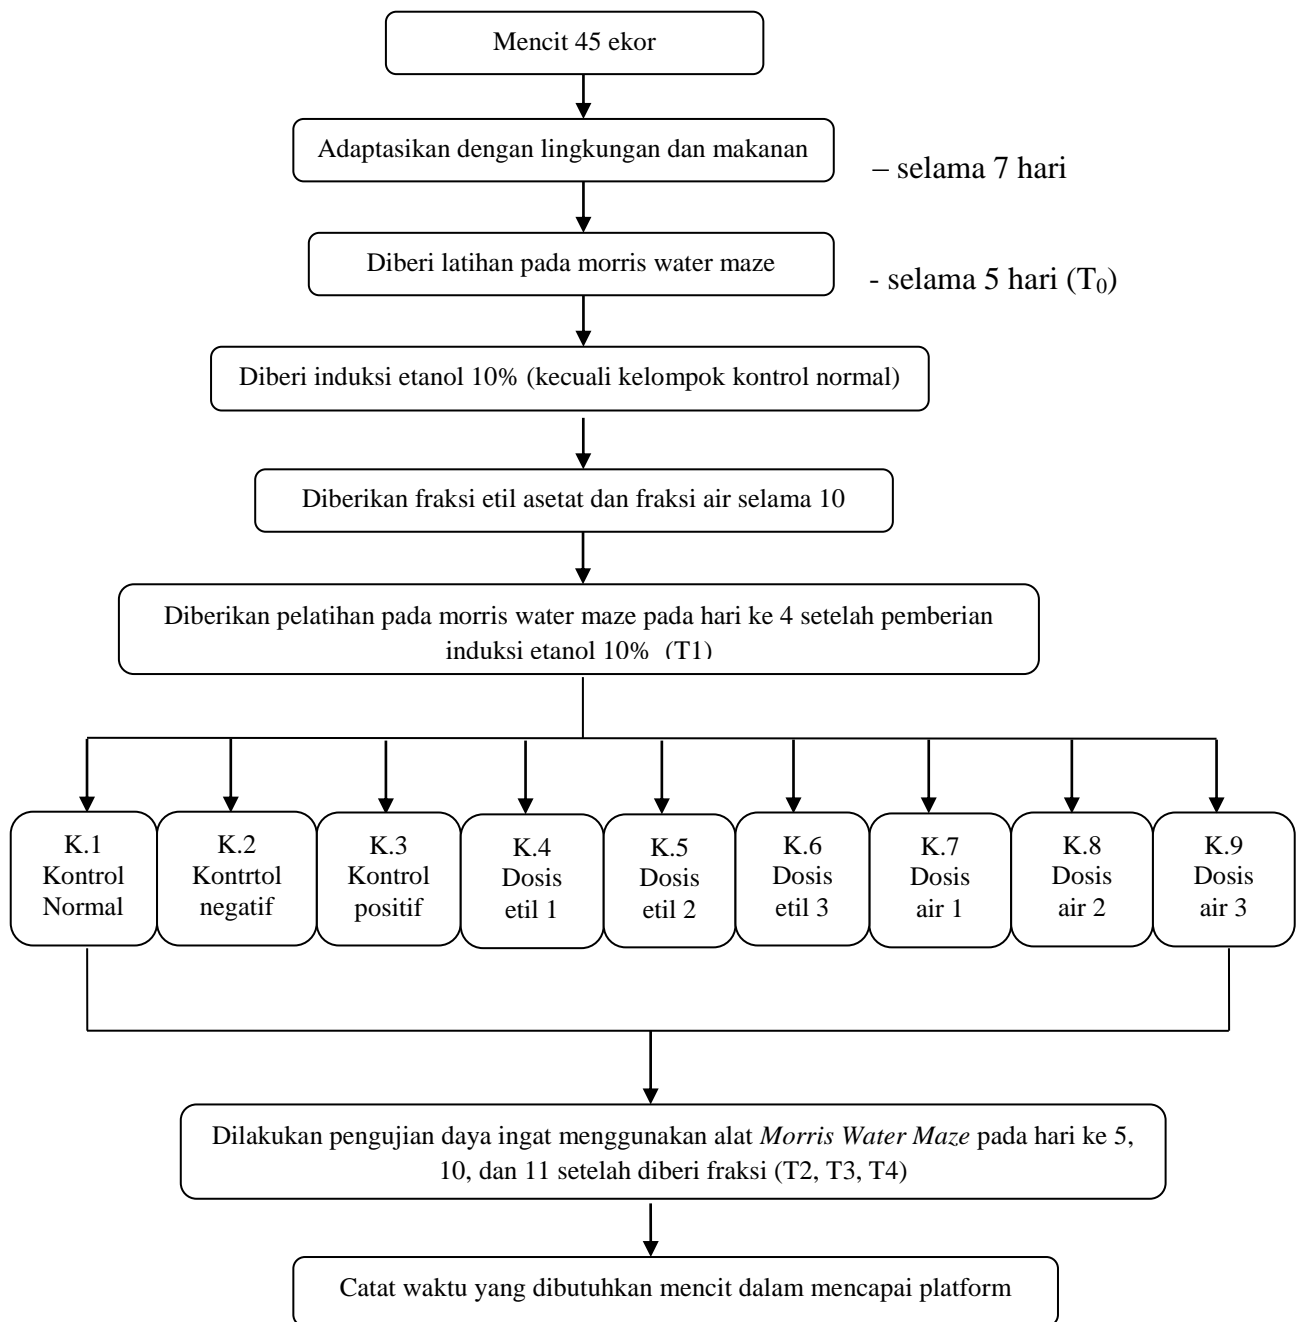 Mencit 45 ekor
Adaptasikan dengan lingkungan dan makanan
– selama 7 hari
Diberi latihan pada morris water maze
- selama 5 hari (T₀)
Diberi induksi etanol 10% (kecuali kelompok kontrol normal)
Diberikan fraksi etil asetat dan fraksi air selama 10
Diberikan pelatihan pada morris water maze pada hari ke 4 setelah pemberian
induksi etanol 10% (T1)
K.1
Kontrol
Normal
K.2
Kontrtol
negatif
K.3
Kontrol
positif
K.4
Dosis
etil 1
K.5
Dosis
etil 2
K.6
Dosis
etil 3
K.7
Dosis
air 1
K.8
Dosis
air 2
K.9
Dosis
air 3
Dilakukan pengujian daya ingat menggunakan alat Morris Water Maze pada hari ke 5,
10, dan 11 setelah diberi fraksi (T2, T3, T4)
Catat waktu yang dibutuhkan mencit dalam mencapai platform